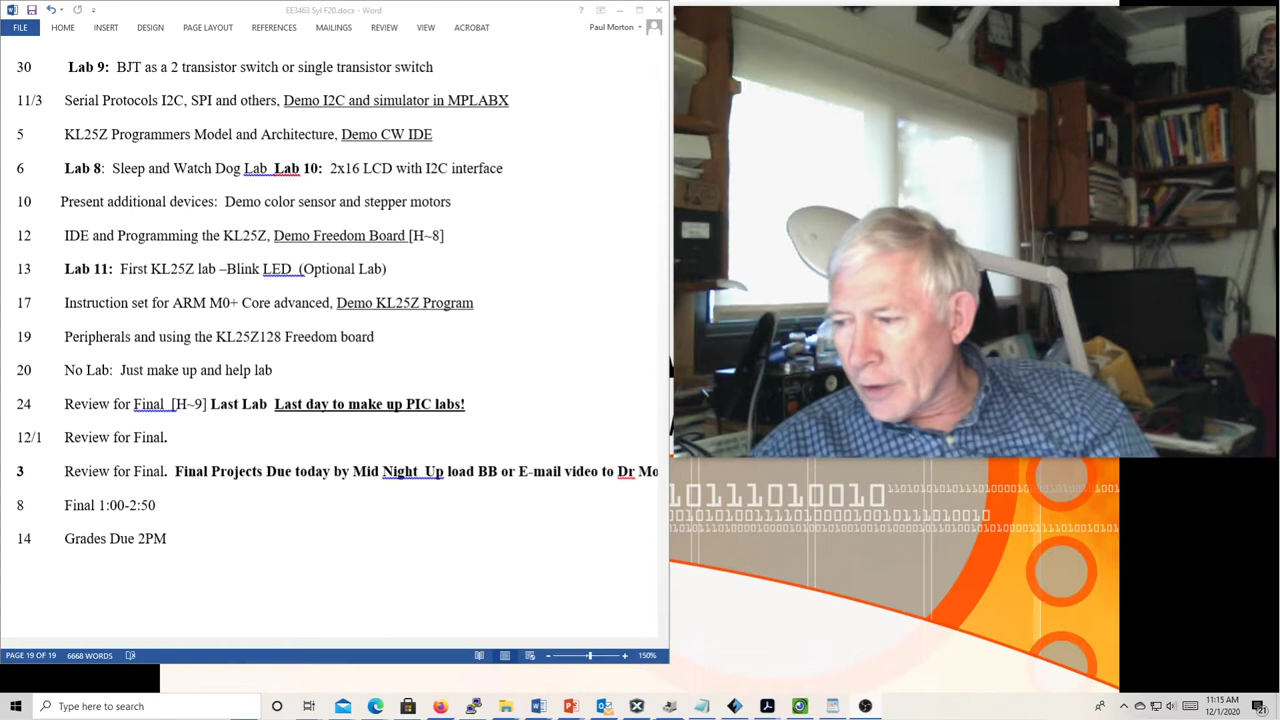 EE3463 Syl F20.docx - Word
?
FILE HOME INSERT DESIGN PAGE LAYOUT REFERENCES MAILINGS REVIEW VIEW ACROBAT Paul Morton
30 Lab 9: BJT as a 2 transistor switch or single transistor switch
11/3 Serial Protocols I2C, SPI and others, Demo I2C and simulator in MPLABX
5 KL25Z Programmers Model and Architecture, Demo CW IDE
6 Lab 8: Sleep and Watch Dog Lab Lab 10: 2x16 LCD with I2C interface
10 Present additional devices: Demo color sensor and stepper motors
12 IDE and Programming the KL25Z, Demo Freedom Board [H~8]
13 Lab 11: First KL25Z lab –Blink LED (Optional Lab)
17 Instruction set for ARM M0+ Core advanced, Demo KL25Z Program
19 Peripherals and using the KL25Z128 Freedom board
20 No Lab: Just make up and help lab
24 Review for Final [H~9] Last Lab Last day to make up PIC labs!
12/1 Review for Final.
3 Review for Final. Final Projects Due today by Mid Night Up load BB or E-mail video to Dr Mo
8 Final 1:00-2:50
14 Grades Due 2PM
PAGE 19 OF 19 6668 WORDS 150%
Type here to search
11:15 AM
12/1/2020